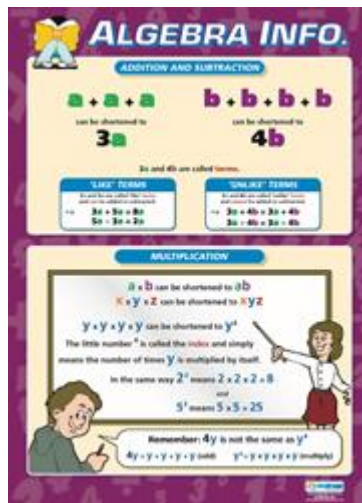 ALGEBRA INFO.
ADDITION AND SUBTRACTION
a + a + a
b + b + b + b
can be shortened to
can be shortened to
3a
4b
3a and 4b are called terms.
'LIKE' TERMS
3a + 5a = 8a
5a - 3a = 2a
'UNLIKE' TERMS
3a + 4b = 3a + 4b
3a - 4b = 3a - 4b
MULTIPLICATION
a x b can be shortened to ab
x x y x z can be shortened to xyz
y x y x y x y can be shortened to y⁴
The little number ⁴ is called the index and simply
means the number of times y is multiplied by itself.
In the same way 2³ means 2 x 2 x 2 = 8
and
5² means 5 x 5 = 25
Remember: 4y is not the same as y⁴
4y = y + y + y + y (add) y⁴ = y x y x y x y (multiply)